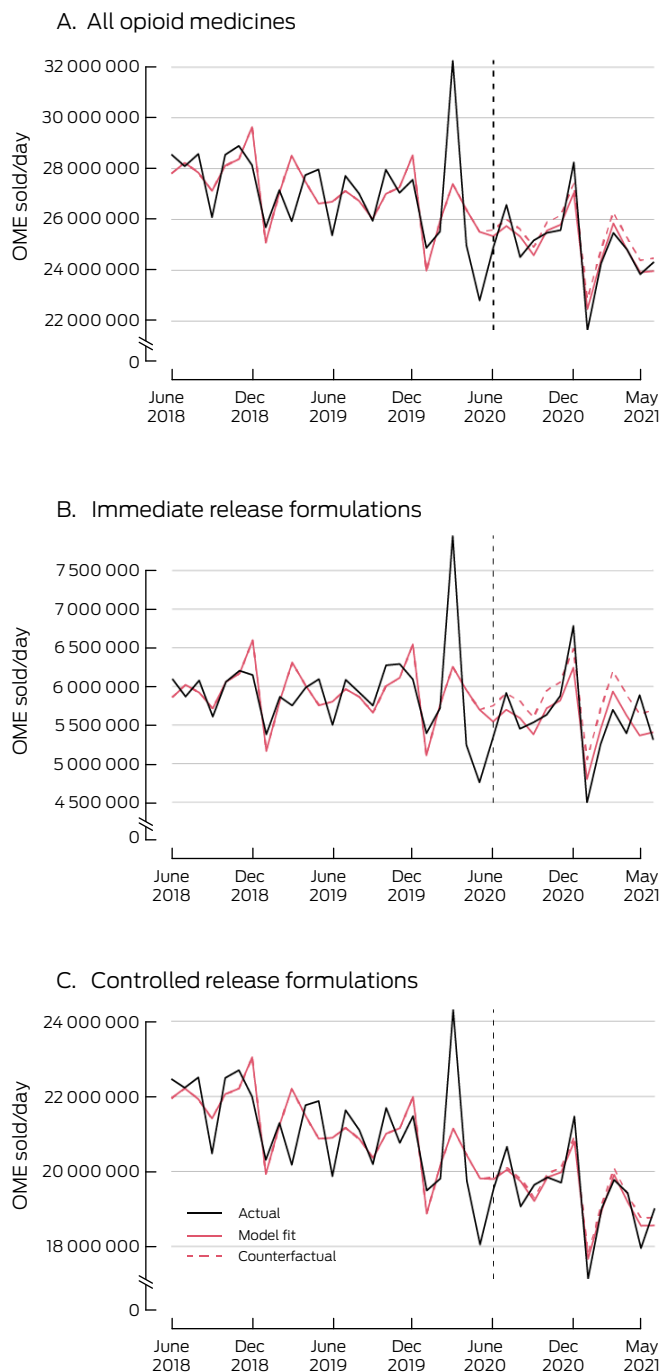 A. All opioid medicines
OME sold/day
32 000 000
30 000 000
28 000 000
26 000 000
24 000 000
22 000 000
0
June 2018
Dec 2018
June 2019
Dec 2019
June 2020
Dec 2020
May 2021
B. Immediate release formulations
OME sold/day
7 500 000
7 000 000
6 500 000
6 000 000
5 500 000
5 000 000
4 500 000
0
June 2018
Dec 2018
June 2019
Dec 2019
June 2020
Dec 2020
May 2021
C. Controlled release formulations
OME sold/day
24 000 000
22 000 000
20 000 000
18 000 000
0
Actual
Model fit
Counterfactual
June 2018
Dec 2018
June 2019
Dec 2019
June 2020
Dec 2020
May 2021